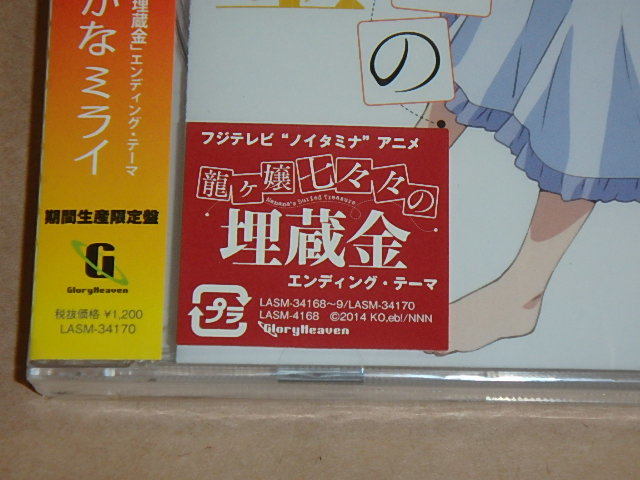 埋蔵金」エンディング・テーマ
かなミライ
期間生産限定盤
G
GloryHeaven
税抜価格 ¥1,200
LASM-34170
の
フジテレビ “ノイタミナ” アニメ
龍ヶ嬢七々々の
Nanana's Buried Treasure
埋蔵金
エンディング・テーマ
プラ
LASM-34168〜9/LASM-34170
LASM-4168 ©2014 KO,eb!/NNN
GloryHeaven